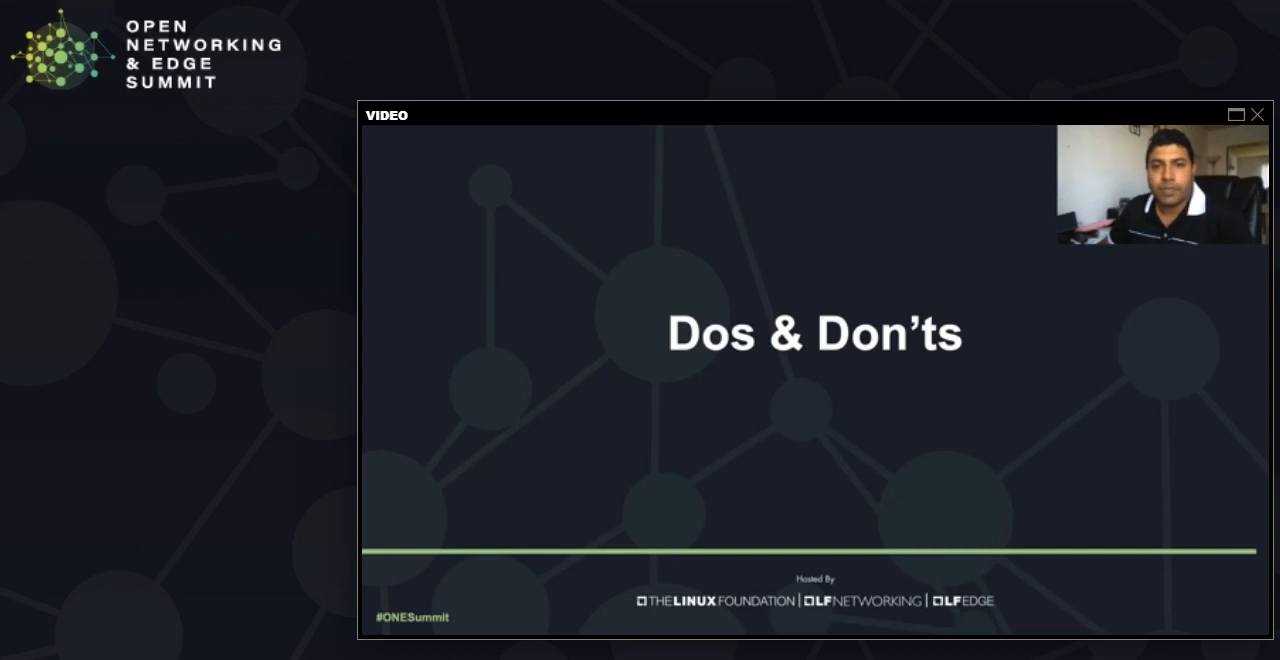 OPEN
NETWORKING
& EDGE
SUMMIT
VIDEO
Dos & Don’ts
Hosted By
THE LINUX FOUNDATION | LF NETWORKING | LF EDGE
#ONESummit